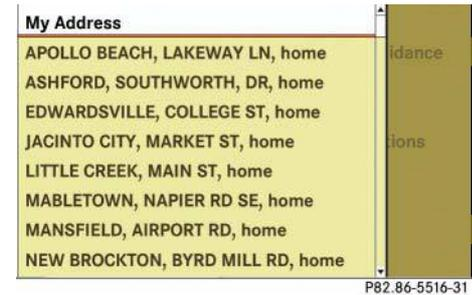 My Address
APOLLO BEACH, LAKEWAY LN, home
idance
ASHFORD, SOUTHWORTH, DR, home
EDWARDSVILLE, COLLEGE ST, home
JACINTO CITY, MARKET ST, home
tions
LITTLE CREEK, MAIN ST, home
MABLETOWN, NAPIER RD SE, home
MANSFIELD, AIRPORT RD, home
NEW BROCKTON, BYRD MILL RD, home
P82.86-5516-31